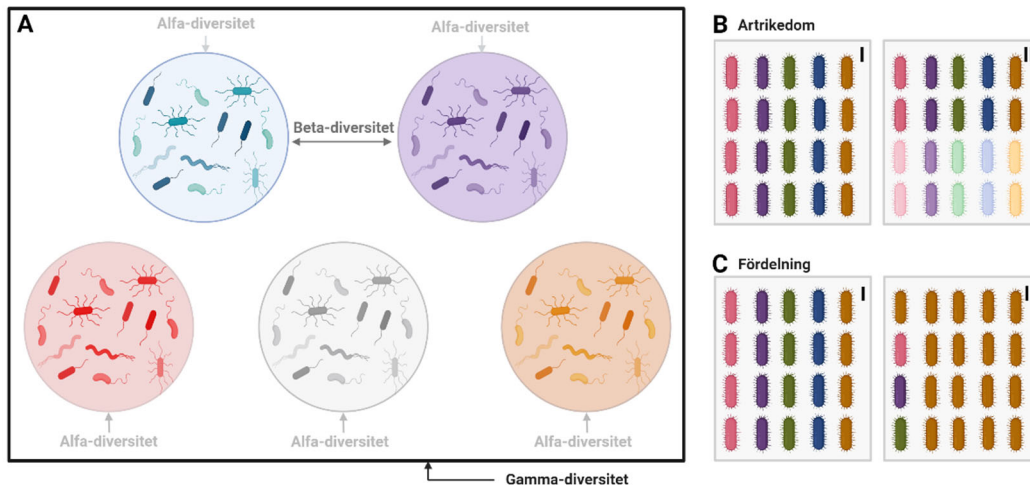 A
Alfa-diversitet
Alfa-diversitet
Beta-diversitet
Alfa-diversitet
Alfa-diversitet
Alfa-diversitet
Gamma-diversitet
B Artrikedom
I
I
C Fördelning
I
I